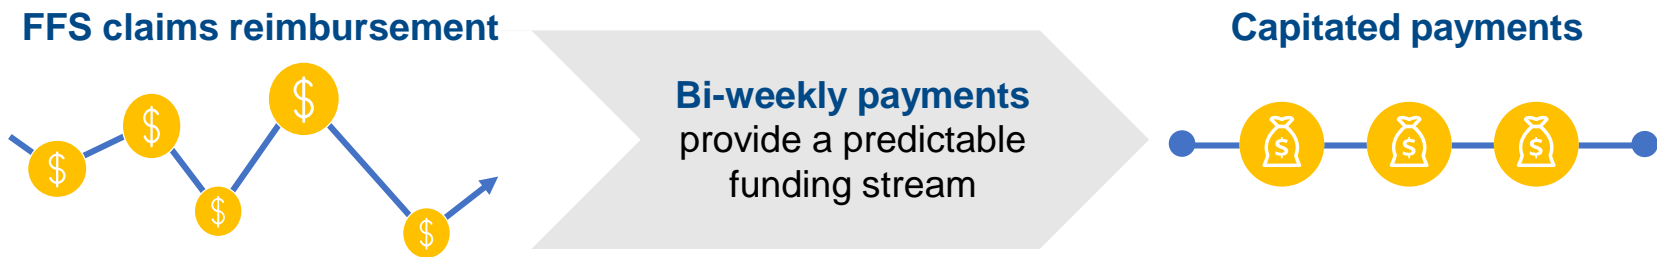 FFS claims reimbursement
$
$
$
$
$
Bi-weekly payments
provide a predictable
funding stream
Capitated payments
$
$
$